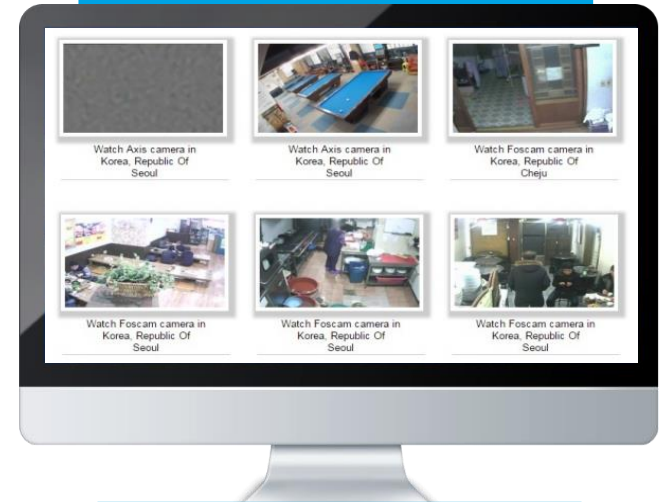 Watch Axis camera in
Korea, Republic Of
Seoul
Watch Axis camera in
Korea, Republic Of
Seoul
Watch Foscam camera in
Korea, Republic Of
Cheju
Watch Foscam camera in
Korea, Republic Of
Seoul
Watch Foscam camera in
Korea, Republic Of
Seoul
Watch Foscam camera in
Korea, Republic Of
Seoul